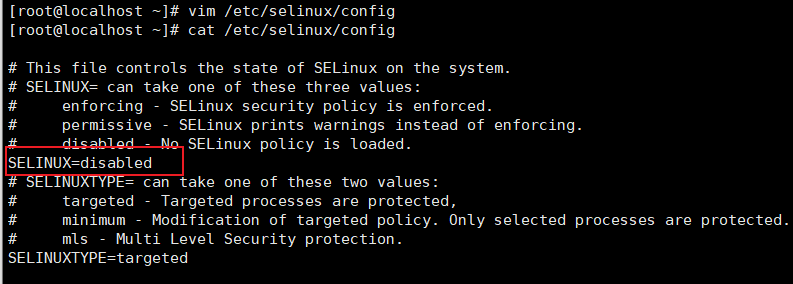 [root@localhost ~]# vim /etc/selinux/config
[root@localhost ~]# cat /etc/selinux/config
# This file controls the state of SELinux on the system.
# SELINUX= can take one of these three values:
#     enforcing - SELinux security policy is enforced.
#     permissive - SELinux prints warnings instead of enforcing.
#     disabled - No SELinux policy is loaded.
SELINUX=disabled
# SELINUXTYPE= can take one of these two values:
#     targeted - Targeted processes are protected,
#     minimum - Modification of targeted policy. Only selected processes are protected.
#     mls - Multi Level Security protection.
SELINUXTYPE=targeted